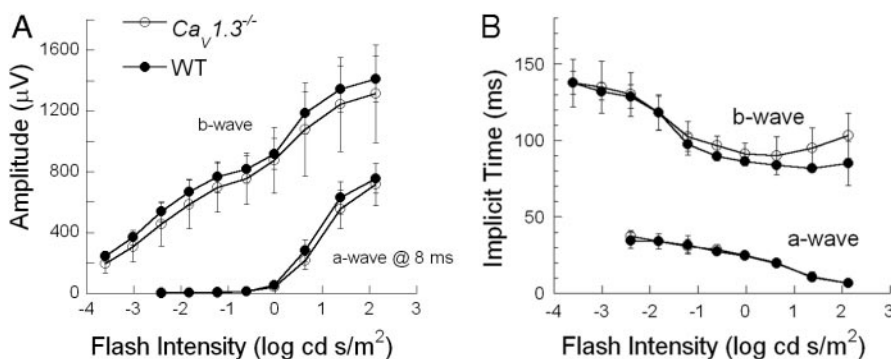 A
Ca_V1.3^-/-
WT
Amplitude (μV)
1600
1200
800
400
0
b-wave
a-wave @ 8 ms
-4 -3 -2 -1 0 1 2 3
Flash Intensity (log cd s/m²)
B
Implicit Time (ms)
150
100
50
0
b-wave
a-wave
-4 -3 -2 -1 0 1 2 3
Flash Intensity (log cd s/m²)